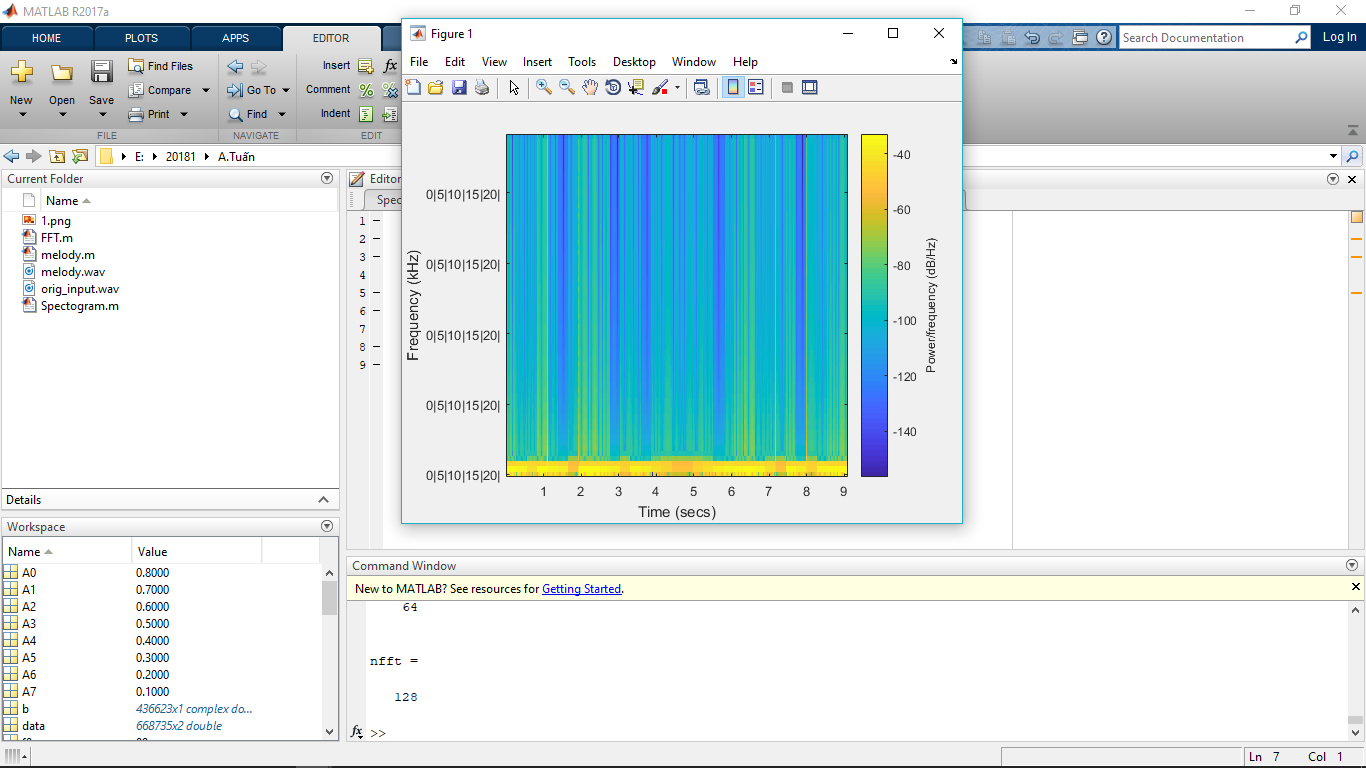 MATLAB R2017a
HOME PLOTS APPS EDITOR Search Documentation Log In
New Open Save Find Files Compare Print Go To Find Insert Comment Indent fx
FILE NAVIGATE EDIT
E: 20181 A.Tuấn
Current Folder
Name
1.png
FFT.m
melody.m
melody.wav
orig_input.wav
Spectogram.m
Details
Workspace
Name Value
A0 0.8000
A1 0.7000
A2 0.6000
A3 0.5000
A4 0.4000
A5 0.3000
A6 0.2000
A7 0.1000
b 436623x1 complex do...
data 668735x2 double
Editor
Spec
1 –
2 –
3 –
4
5 –
6 –
7
8 –
9 –
Figure 1
File Edit View Insert Tools Desktop Window Help
0|5|10|15|20|
0|5|10|15|20|
0|5|10|15|20|
0|5|10|15|20|
0|5|10|15|20|
Frequency (kHz)
1 2 3 4 5 6 7 8 9
Time (secs)
-40
-60
-80
-100
-120
-140
Power/frequency (dB/Hz)
Command Window
New to MATLAB? See resources for Getting Started.
64
nfft =
128
fx >>
Ln 7 Col 1